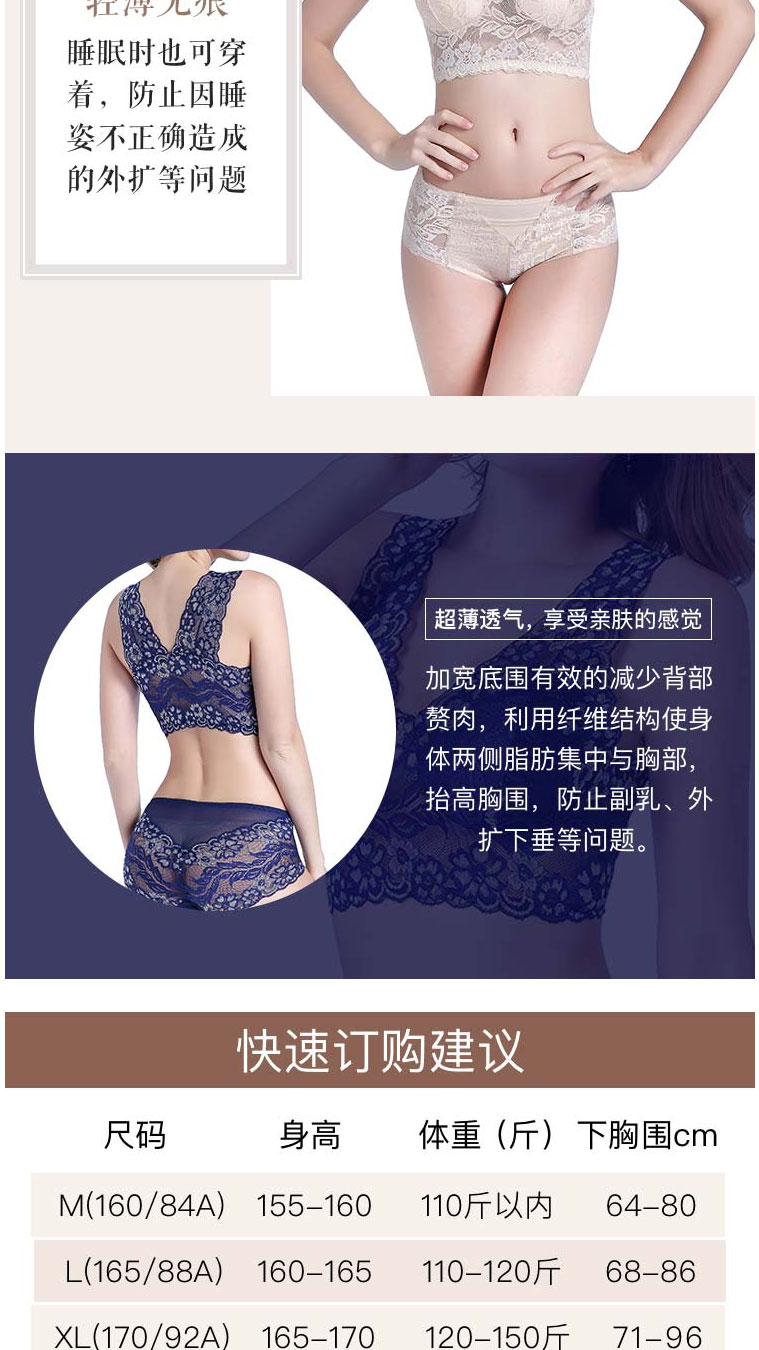 轻薄无痕
睡眠时也可穿
着，防止因睡
姿不正确造成
的外扩等问题
超薄透气，享受亲肤的感觉
加宽底围有效的减少背部
赘肉，利用纤维结构使身
体两侧脂肪集中与胸部，
抬高胸围，防止副乳、外
扩下垂等问题。
快速订购建议
尺码 身高 体重（斤） 下胸围cm
M(160/84A) 155-160 110斤以内 64-80
L(165/88A) 160-165 110-120斤 68-86
XL(170/92A) 165-170 120-150斤 71-96